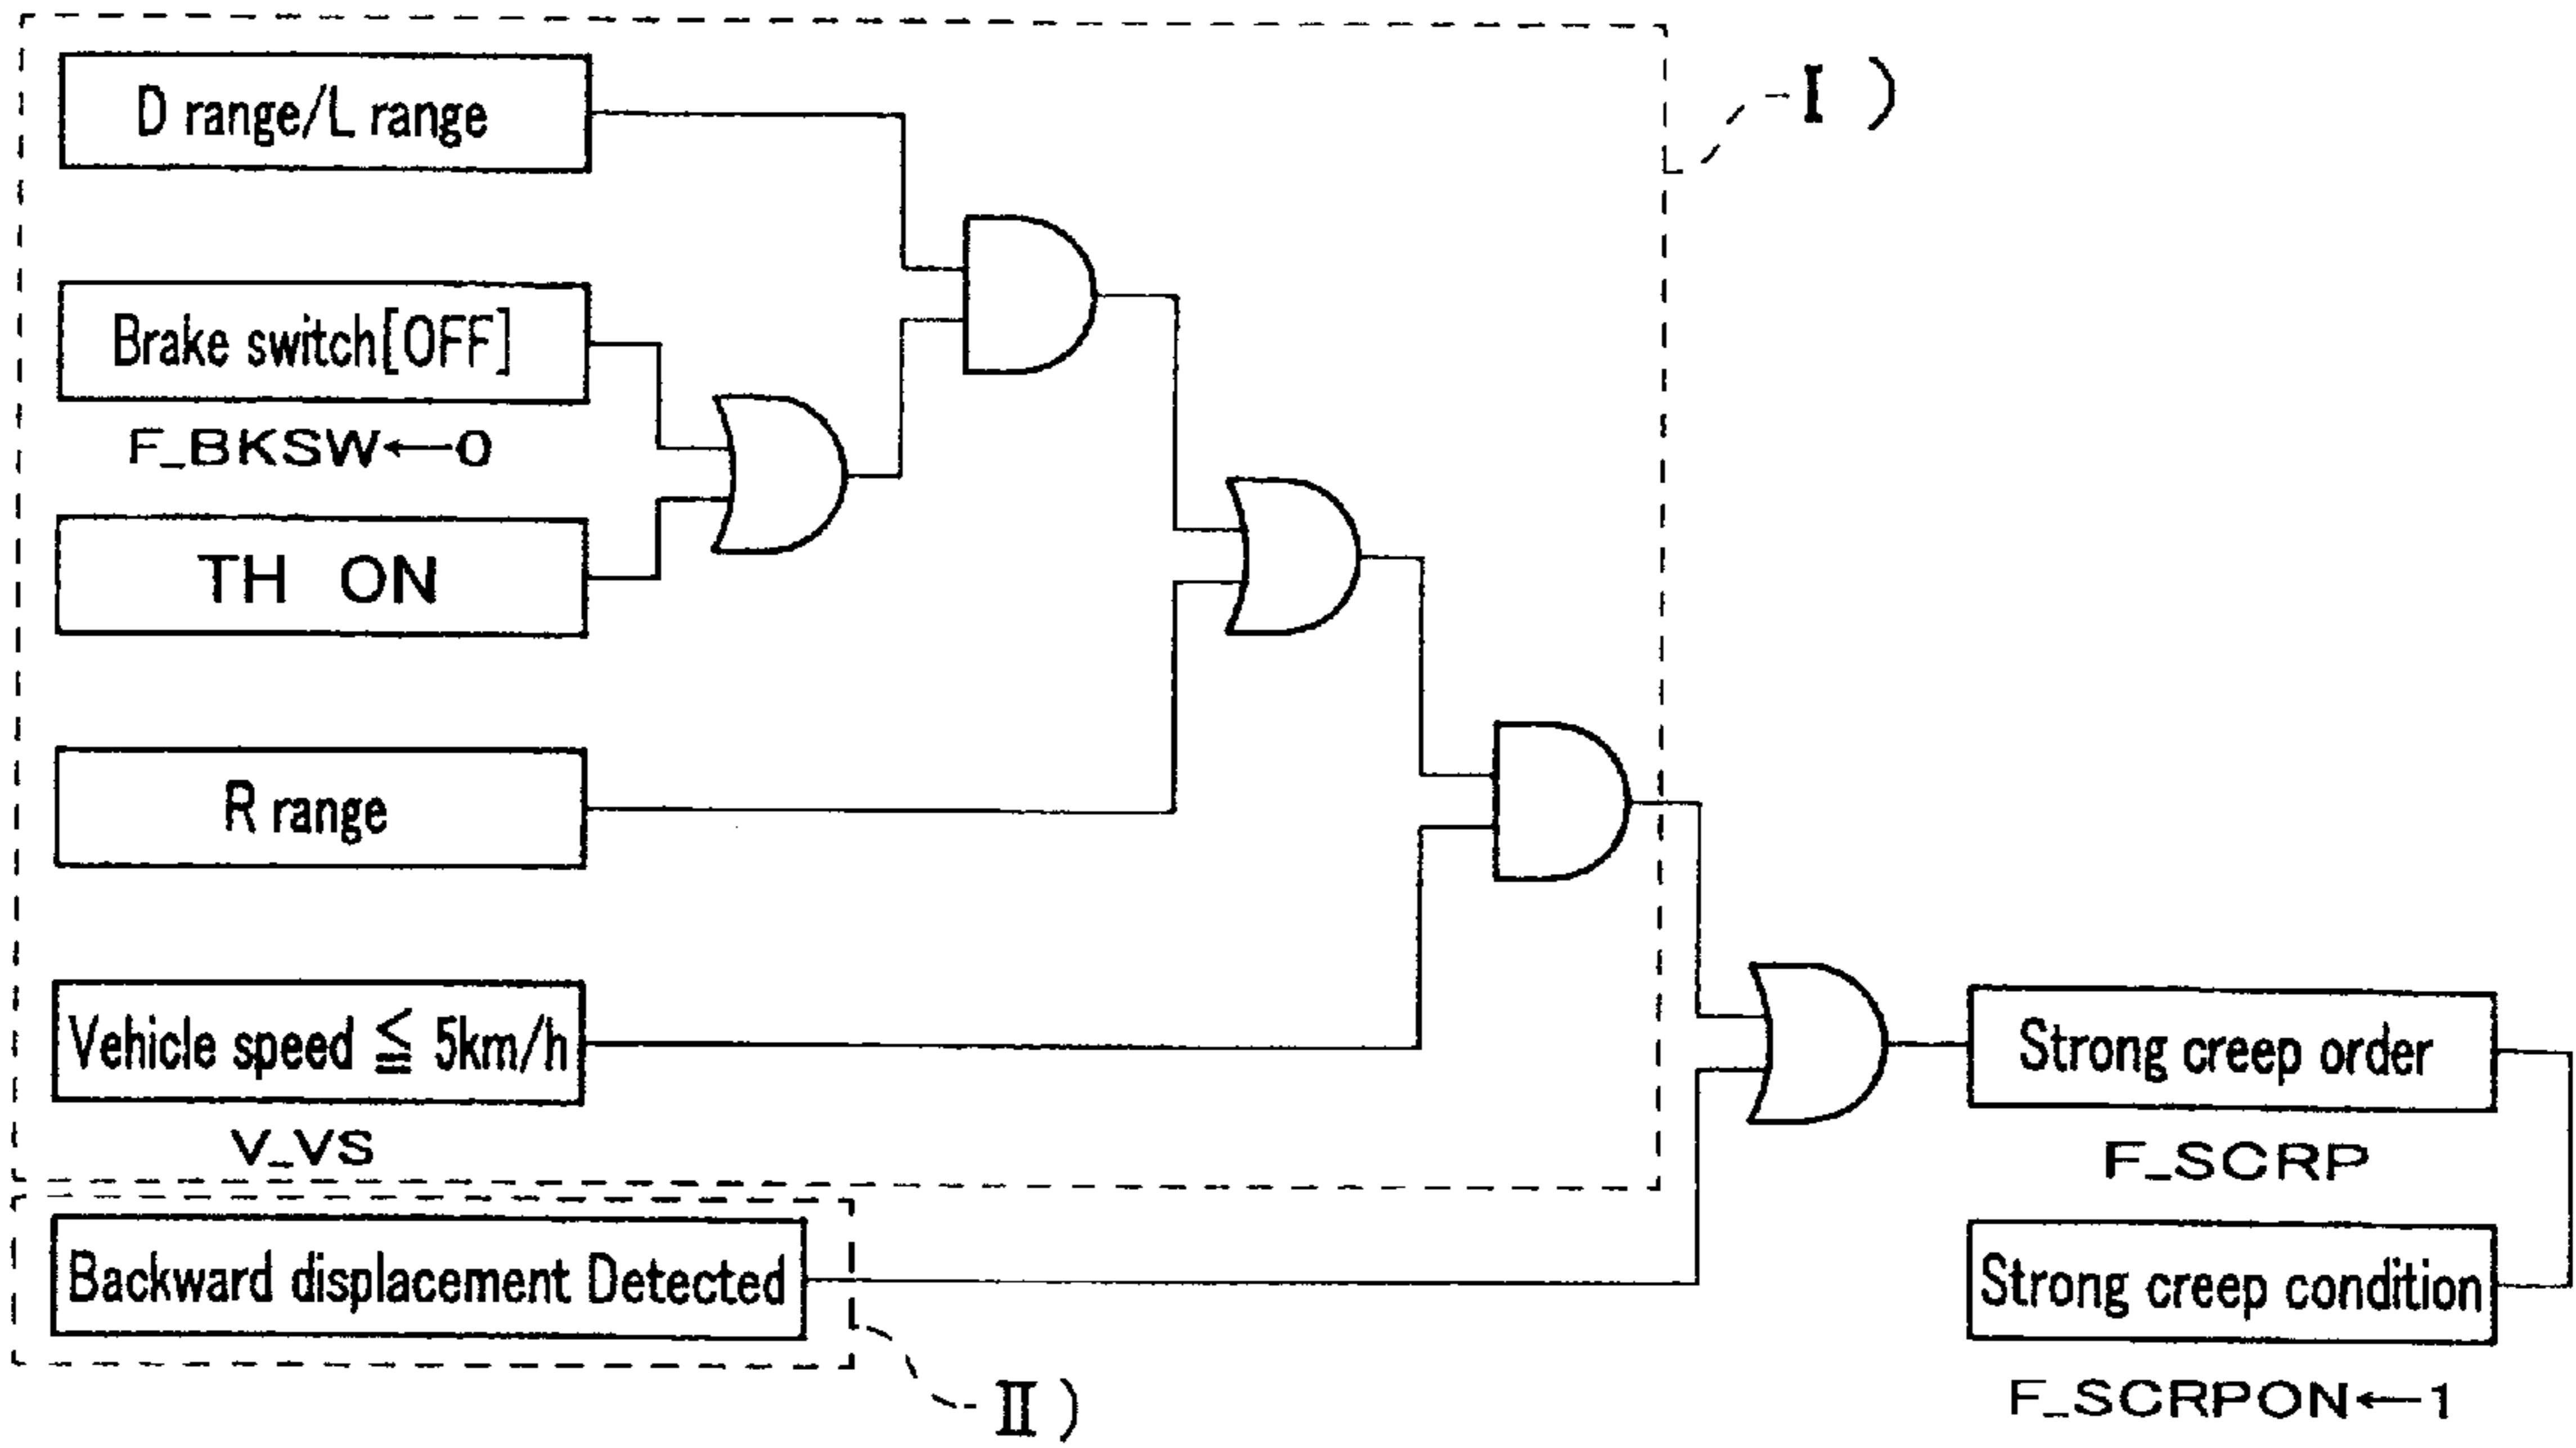 D range/L range
I )
Brake switch[OFF]
F_BKSW←0
TH ON
R range
Vehicle speed ≦ 5km/h
V_VS
Strong creep order
F_SCRP
Backward displacement Detected
Strong creep condition
II )
F_SCRPON←1